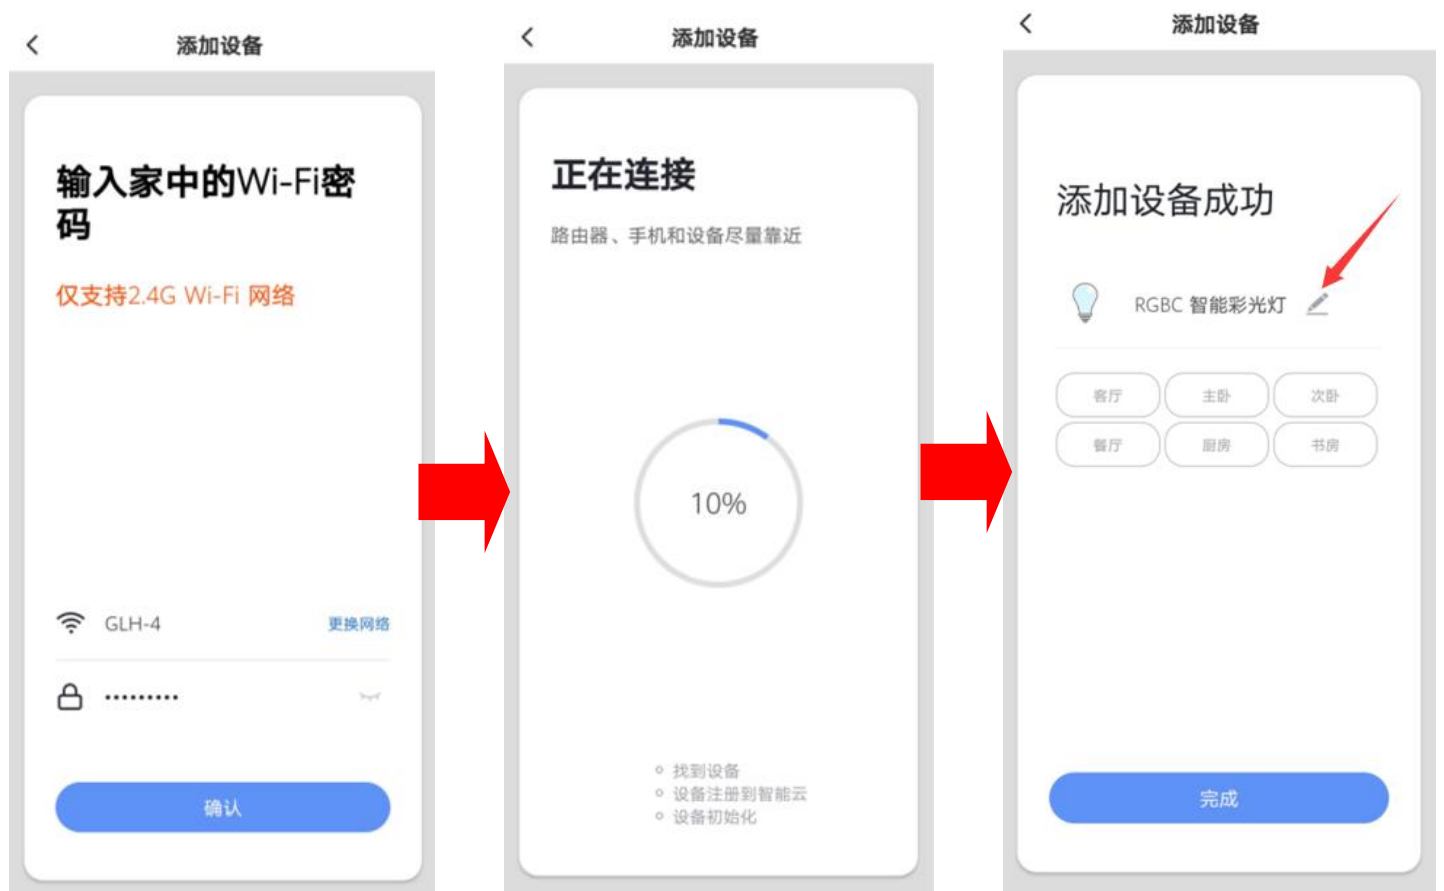 添加设备
输入家中的Wi-Fi密
码
仅支持2.4G Wi-Fi 网络
GLH-4
更换网络
•••••••••
确认
添加设备
正在连接
路由器、手机和设备尽量靠近
10%
找到设备
设备注册到智能云
设备初始化
添加设备
添加设备成功
RGBC 智能彩光灯
客厅 主卧 次卧
餐厅 厨房 书房
完成